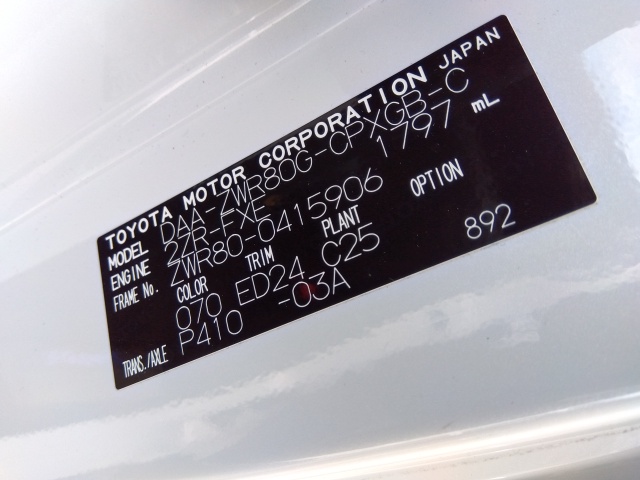 TOYOTA MOTOR CORPORATION JAPAN
MODEL DAA-ZWR80G-CPXGB-C
ENGINE 2ZR-FXE 1797 mL
FRAME No. ZWR80-0415906
COLOR TRIM PLANT OPTION
070 ED24 C25 892
TRANS./AXLE P410 -03A